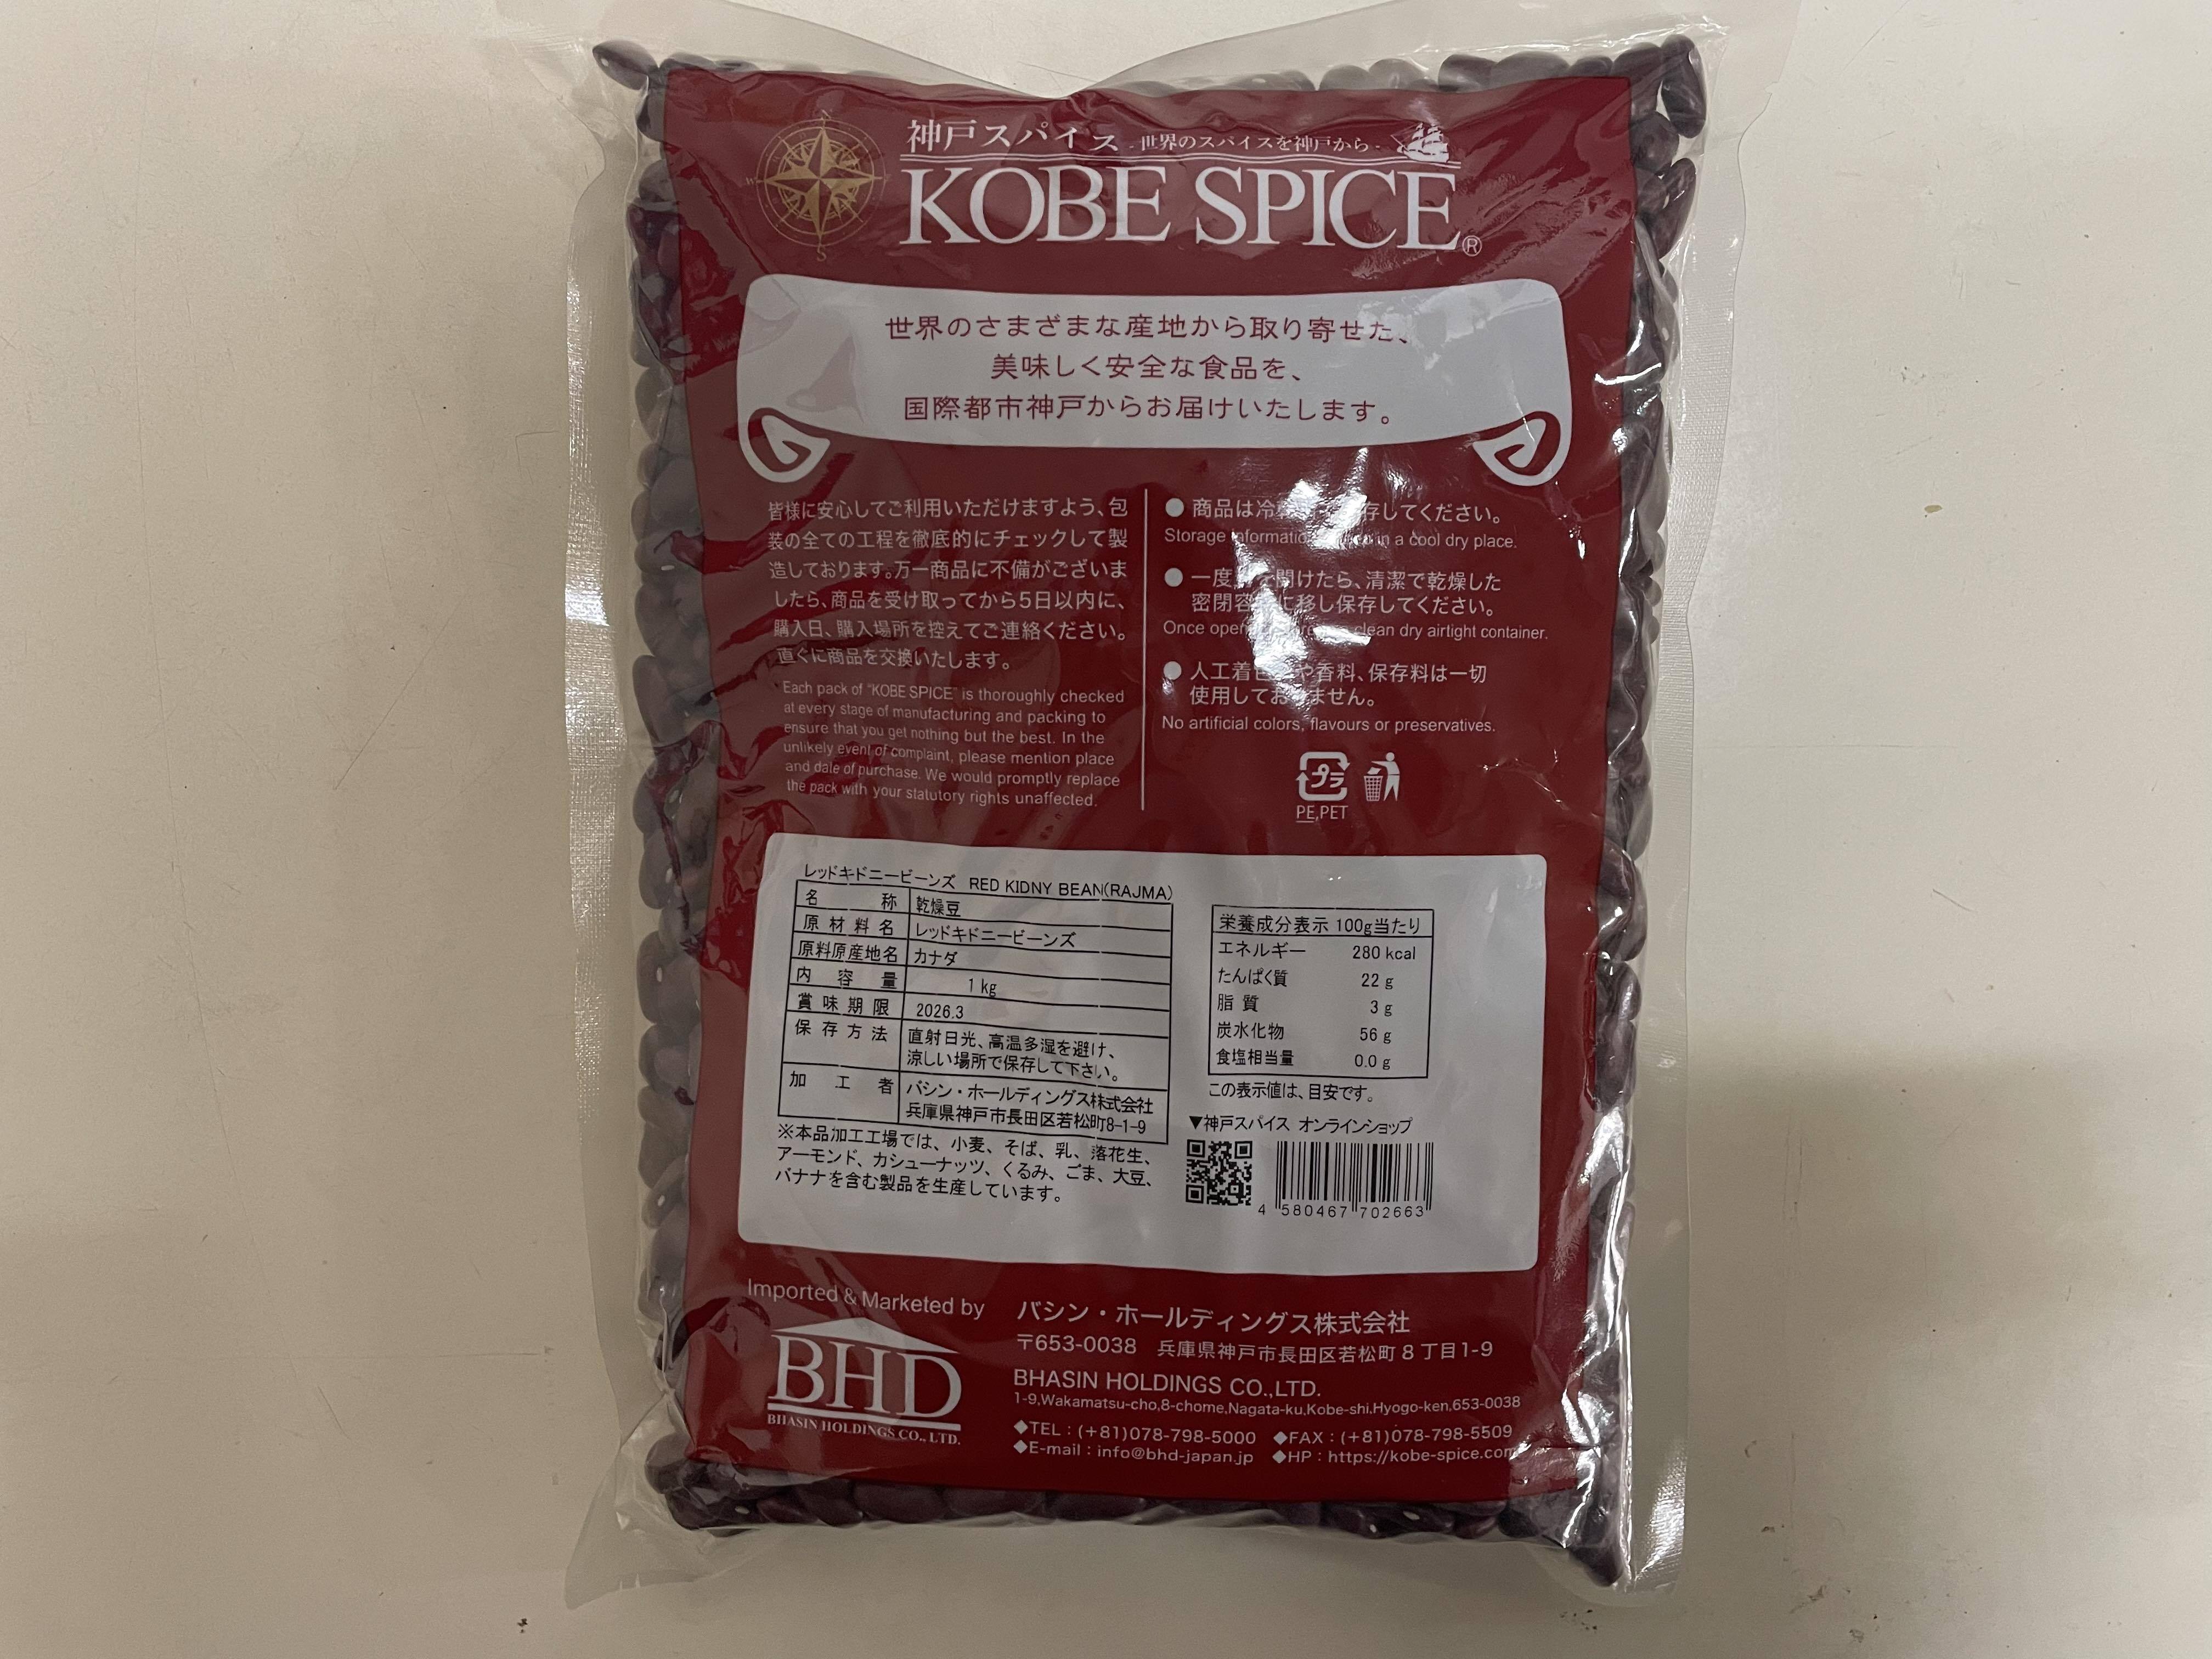 神戸スパイス -世界のスパイスを神戸から-
KOBE SPICE®
N
W
S
世界のさまざまな産地から取り寄せた、
美味しく安全な食品を、
国際都市神戸からお届けいたします。
皆様に安心してご利用いただけますよう、包
装の全ての工程を徹底的にチェックして製
造しております。万一商品に不備がございま
したら、商品を受け取ってから5日以内に、
購入日、購入場所を控えてご連絡ください。
直ぐに商品を交換いたします。
Each pack of "KOBE SPICE" is thoroughly checked
at every stage of manufacturing and packing to
ensure that you get nothing but the best. In the
unlikely event of complaint, please mention place
and date of purchase. We would promptly replace
the pack with your statutory rights unaffected.
● 商品は冷 存してください。
Storage in a cool dry place.
● 一度 開けたら、清潔で乾燥した
密閉容 に移し保存してください。
Once clean dry airtight container.
● 人工着 や香料、保存料は一切
使用しておりません。
No artificial colors, flavours or preservatives.
プラ
PE,PET
レッドキドニービーンズ RED KIDNY BEAN(RAJMA)
名称 乾燥豆
原材料名 レッドキドニービーンズ
原料原産地名 カナダ
内容量 1kg
賞味期限 2026.3
保存方法 直射日光、高温多湿を避け、
涼しい場所で保存して下さい。
加工者 バシン・ホールディングス株式会社
兵庫県神戸市長田区若松町8-1-9
※本品加工工場では、小麦、そば、乳、落花生、
アーモンド、カシューナッツ、くるみ、ごま、大豆、
バナナを含む製品を生産しています。
栄養成分表示 100g当たり
エネルギー 280 kcal
たんぱく質 22 g
脂質 3 g
炭水化物 56 g
食塩相当量 0.0 g
この表示値は、目安です。
▼神戸スパイス オンラインショップ
4 580467 702663
Imported & Marketed by
BHD
BHASIN HOLDINGS CO., LTD.
バシン・ホールディングス株式会社
〒653-0038 兵庫県神戸市長田区若松町8丁目1-9
BHASIN HOLDINGS CO.,LTD.
1-9,Wakamatsu-cho,8-chome,Nagata-ku,Kobe-shi.Hyogo-ken,653-0038
◆TEL：(+81)078-798-5000 ◆FAX：(+81)078-798-5509
◆E-mail：info@bhd-japan.jp ◆HP：https://kobe-spice.com